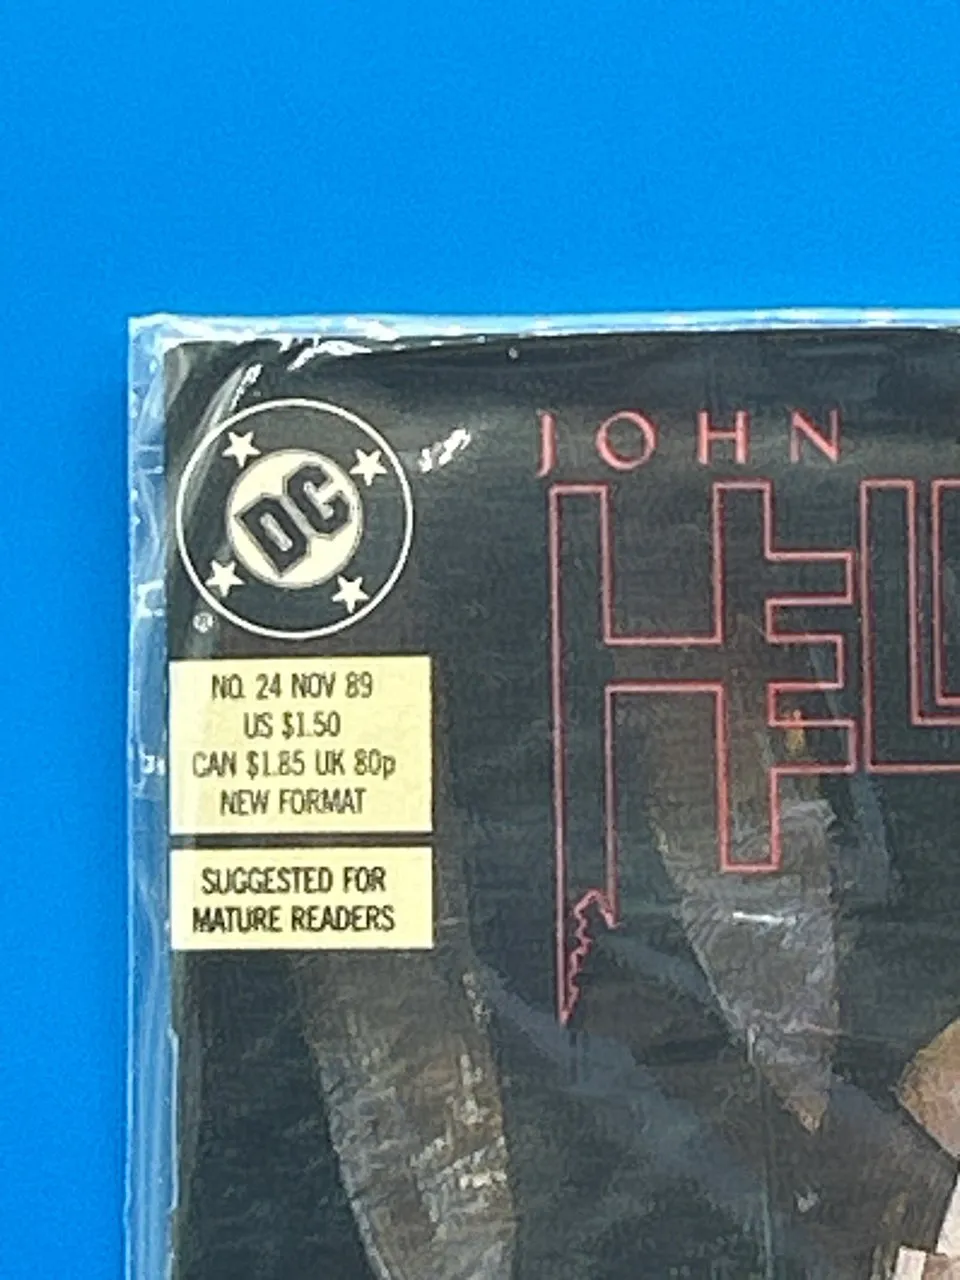 DC
®
JOHN
HELL
NO. 24 NOV 89
US $1.50
CAN $1.85 UK 80p
NEW FORMAT
SUGGESTED FOR
MATURE READERS